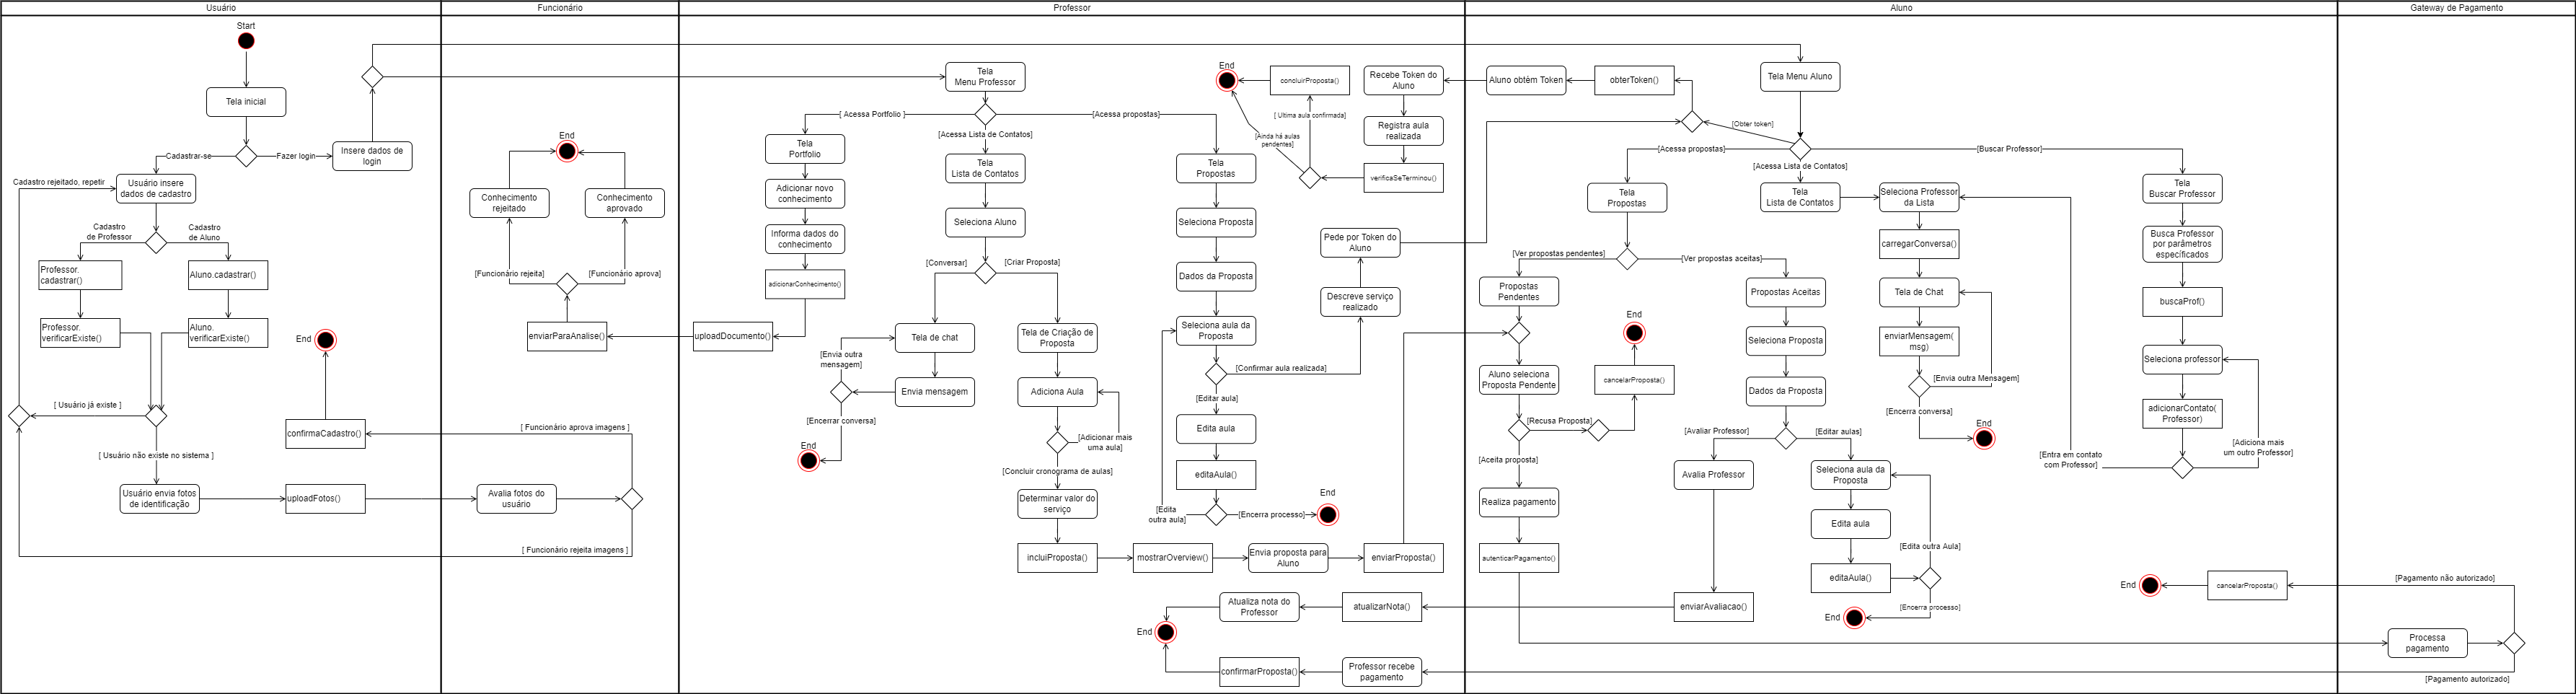 Usuário
Funcionário
Professor
Aluno
Gateway de Pagamento
Start
Tela inicial
Cadastrar-se
Fazer login
Insere dados de
login
Cadastro rejeitado, repetir
Usuário insere
dados de cadastro
Cadastro
de Professor
Cadastro
de Aluno
Professor.
cadastrar()
Aluno.cadastrar()
Professor.
verificarExiste()
Aluno.
verificarExiste()
End
[ Usuário já existe ]
confirmaCadastro()
[ Usuário não existe no sistema ]
Usuário envia fotos
de identificação
uploadFotos()
End
Conhecimento
rejeitado
Conhecimento
aprovado
[Funcionário rejeita]
[Funcionário aprova]
enviarParaAnalise()
[ Funcionário aprova imagens ]
Avalia fotos do
usuário
[ Funcionário rejeita imagens ]
Tela
Menu Professor
[ Acessa Portfolio ]
[Acessa Lista de Contatos]
[Acessa propostas]
Tela
Portfolio
Adicionar novo
conhecimento
Informa dados do
conhecimento
adicionarConhecimento()
uploadDocumento()
Tela
Lista de Contatos
Seleciona Aluno
[Conversar]
[Criar Proposta]
Tela de chat
[Envia outra
mensagem]
Envia mensagem
[Encerrar conversa]
End
Tela de Criação de
Proposta
Adiciona Aula
[Adicionar mais
uma aula]
[Concluir cronograma de aulas]
Determinar valor do
serviço
incluiProposta()
mostrarOverview()
Envia proposta para
Aluno
enviarProposta()
Tela
Propostas
Seleciona Proposta
Dados da Proposta
Seleciona aula da
Proposta
[Confirmar aula realizada]
[Editar aula]
Edita aula
editaAula()
[Edita
outra aula]
[Encerra processo]
End
Descreve serviço
realizado
Pede por Token do
Aluno
End
concluirProposta()
[ Ultima aula confirmada]
[Ainda há aulas
pendentes]
Recebe Token do
Aluno
Registra aula
realizada
verificaSeTerminou()
Atualiza nota do
Professor
atualizarNota()
End
confirmarProposta()
Professor recebe
pagamento
Aluno obtém Token
obterToken()
Tela Menu Aluno
[Obter token]
[Acessa propostas]
[Acessa Lista de Contatos]
[Buscar Professor]
Tela
Propostas
[Ver propostas pendentes]
[Ver propostas aceitas]
Propostas
Pendentes
Aluno seleciona
Proposta Pendente
[Recusa Proposta]
cancelarProposta()
End
[Aceita proposta]
Realiza pagamento
autenticarPagamento()
Propostas Aceitas
Seleciona Proposta
Dados da Proposta
[Avaliar Professor]
[Editar aulas]
Avalia Professor
enviarAvaliacao()
Seleciona aula da
Proposta
Edita aula
[Edita outra Aula]
editaAula()
[Encerra processo]
End
Tela
Lista de Contatos
Seleciona Professor
da Lista
carregarConversa()
Tela de Chat
enviarMensagem(
msg)
[Envia outra Mensagem]
[Encerra conversa]
End
Tela
Buscar Professor
Busca Professor
por parâmetros
especificados
buscaProf()
Seleciona professor
adicionarContato(
Professor)
[Adiciona mais
um outro Professor]
[Entra em contato
com Professor]
[Pagamento não autorizado]
End
cancelarProposta()
Processa
pagamento
[Pagamento autorizado]